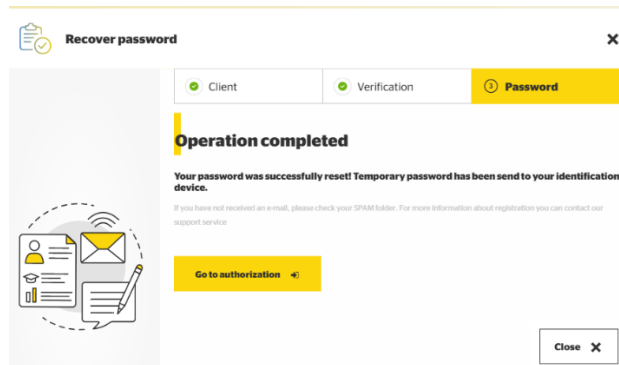 Recover password
Client
Verification
3 Password
Operation completed
Your password was successfully reset! Temporary password has been send to your identification
device.
If you have not received an e-mail, please check your SPAM folder. For more information about registration you can contact our
support service
Go to authorization
Close